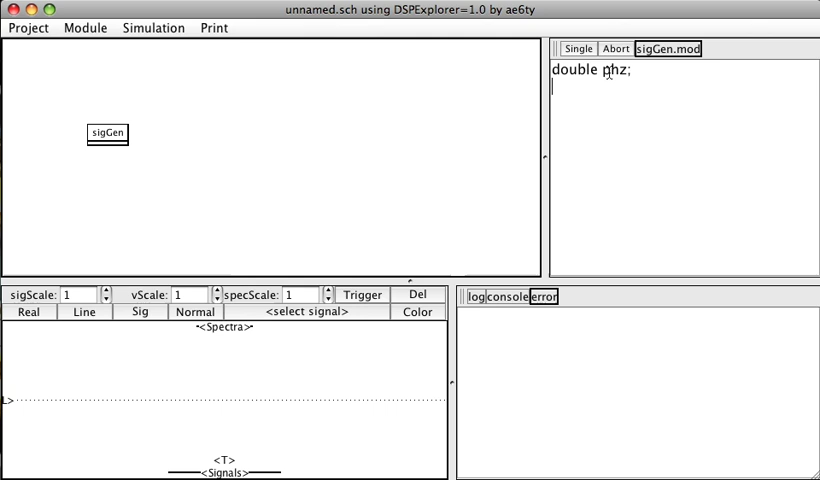 unnamed.sch using DSPExplorer=1.0 by ae6ty
Project Module Simulation Print
Single Abort sigGen.mod
double phz;
sigGen
sigScale: 1 vScale: 1 specScale: 1 Trigger Del
Real Line Sig Normal <select signal> Color
<Spectra>
L>
<T>
<Signals>
log console error